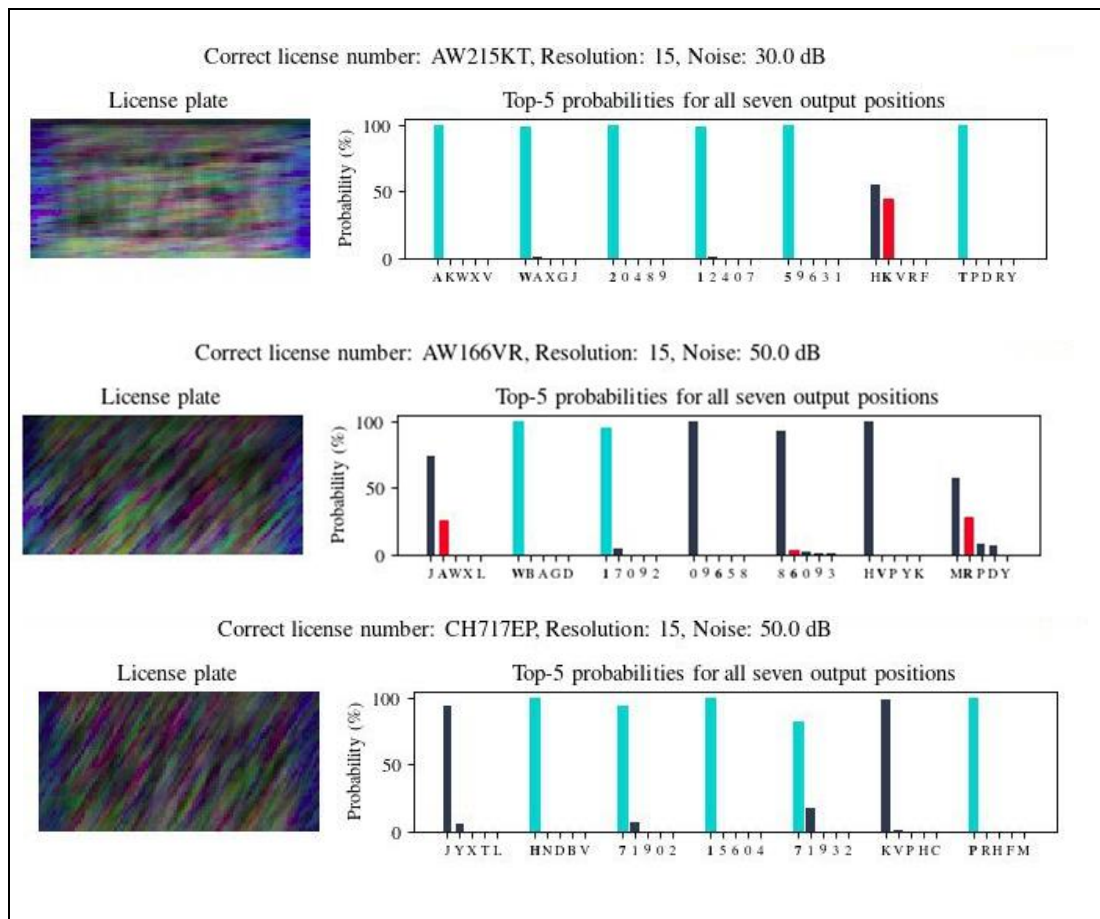 Correct license number: AW215KT, Resolution: 15, Noise: 30.0 dB
License plate
Top-5 probabilities for all seven output positions
Probability (%)
100
50
0
A K W X V W A X G J 2 0 4 8 9 1 2 4 0 7 5 9 6 3 1 H K V R F T P D R Y
Correct license number: AW166VR, Resolution: 15, Noise: 50.0 dB
License plate
Top-5 probabilities for all seven output positions
Probability (%)
100
50
0
J A W X L W B A G D 1 7 0 9 2 0 9 6 5 8 8 6 0 9 3 H V P Y K M R P D Y
Correct license number: CH717EP, Resolution: 15, Noise: 50.0 dB
License plate
Top-5 probabilities for all seven output positions
Probability (%)
100
50
0
J Y X T L H N D B V 7 1 9 0 2 1 5 6 0 4 7 1 9 3 2 K V P H C P R H F M